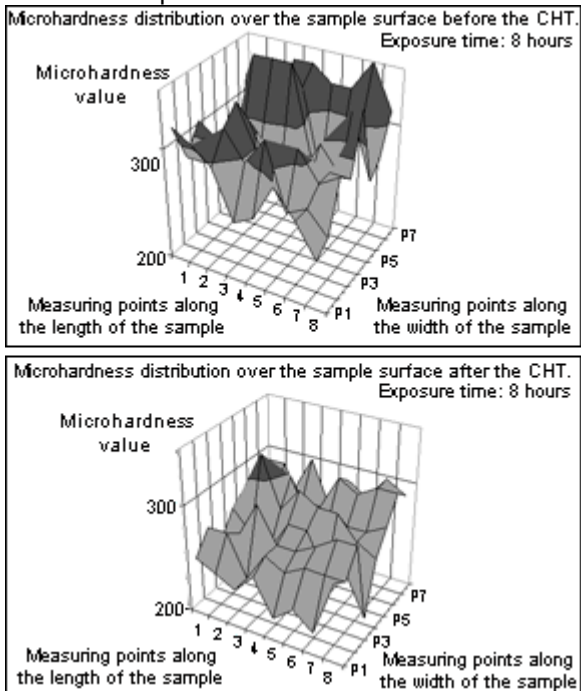 Microhardness distribution over the sample surface before the CHT.
Exposure time: 8 hours
Microhardness
value
300
200
1 2 3 4 5 6 7 8
P1 P3 P5 P7
Measuring points along
the length of the sample
Measuring points along
the width of the sample
Microhardness distribution over the sample surface after the CHT.
Exposure time: 8 hours
Microhardness
value
300
200
1 2 3 4 5 6 7 8
P1 P3 P5 P7
Measuring points along
the length of the sample
Measuring points along
the width of the sample